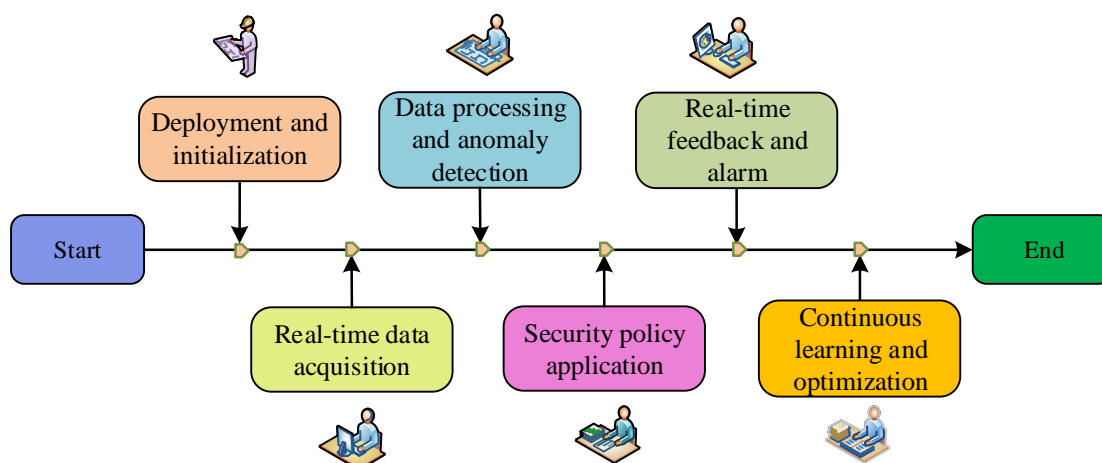 Deployment and
initialization
Data processing
and anomaly
detection
Real-time
feedback and
alarm
Start
End
Real-time data
acquisition
Security policy
application
Continuous
learning and
optimization